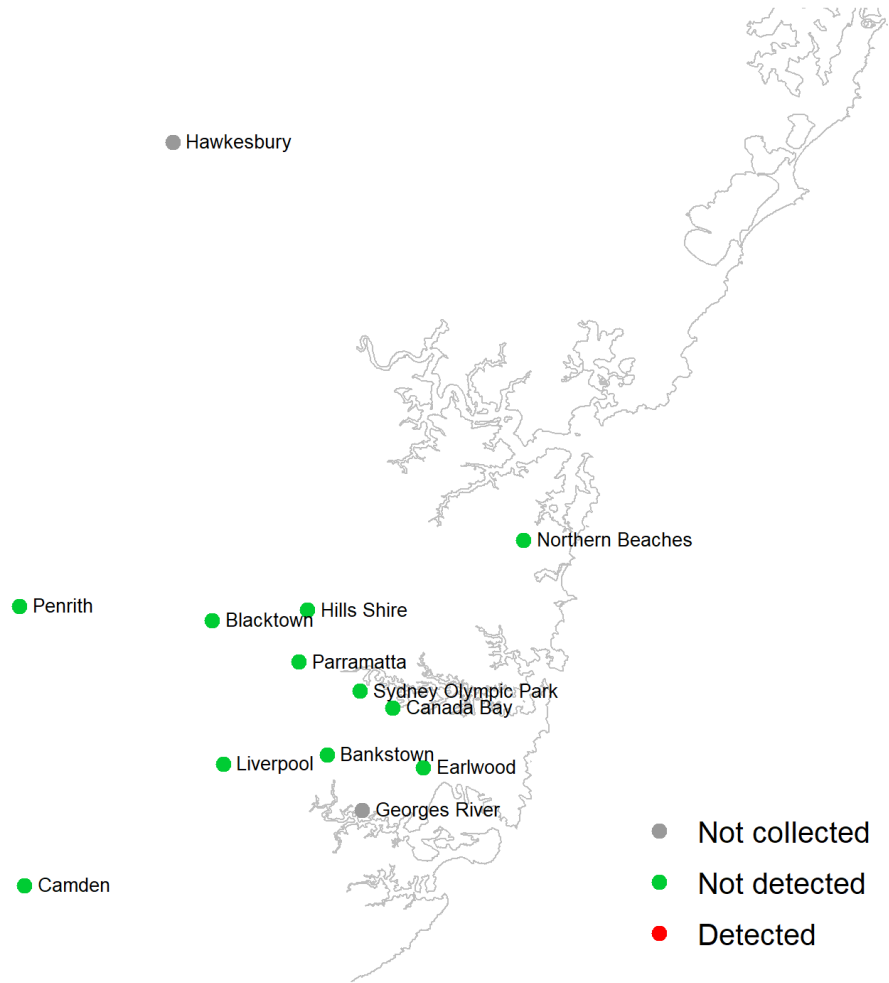 Hawkesbury
Northern Beaches
Penrith
Hills Shire
Blacktown
Parramatta
Sydney Olympic Park
Canada Bay
Bankstown
Liverpool
Earlwood
Georges River
Camden
Not collected
Not detected
Detected